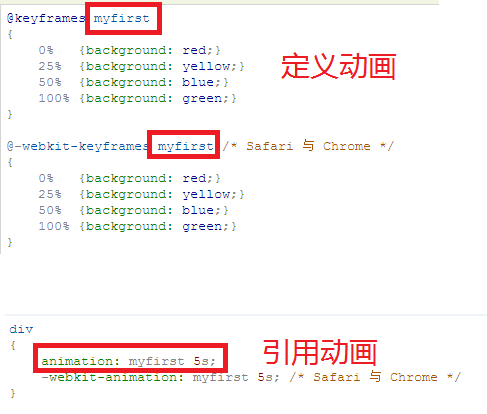 @keyframes myfirst
{
0% {background: red;}
25% {background: yellow;}
50% {background: blue;}
100% {background: green;}
}
定义动画
@-webkit-keyframes myfirst /* Safari 与 Chrome */
{
0% {background: red;}
25% {background: yellow;}
50% {background: blue;}
100% {background: green;}
}
div
{
animation: myfirst 5s;
引用动画
-webkit-animation: myfirst 5s; /* Safari 与 Chrome */
}